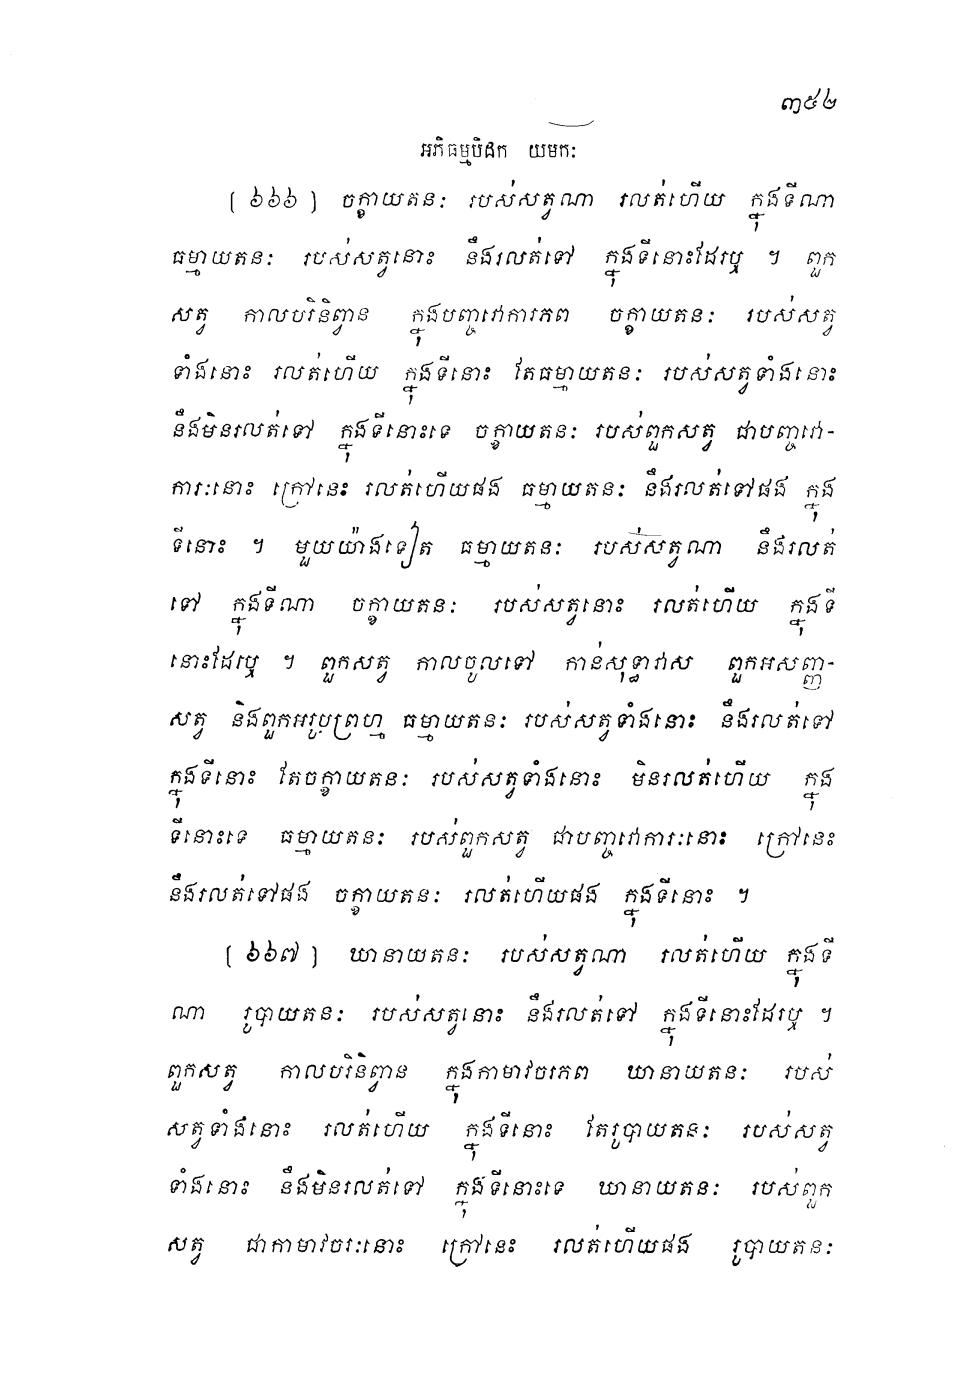 ៣៥២
អភិធម្មបិដក យមកៈ
[៦៦៦] ចក្ខាយតនៈ របស់សត្វណា រលត់ហើយ ក្នុងទីណា
ធម្មាយតនៈ របស់សត្វនោះ នឹងរលត់ទៅ ក្នុងទីនោះដែរឬ ។ ពួក
សត្វ កាលបរិនិព្វាន ក្នុងបញ្ចវោការភព ចក្ខាយតនៈ របស់សត្វ
ទាំងនោះ រលត់ហើយ ក្នុងទីនោះ តែធម្មាយតនៈ របស់សត្វទាំងនោះ
នឹងមិនរលត់ទៅ ក្នុងទីនោះទេ ចក្ខាយតនៈ របស់ពួកសត្វ ជាបញ្ចវោ-
ការៈនោះ ក្រៅនេះ រលត់ហើយផង ធម្មាយតនៈ នឹងរលត់ទៅផង ក្នុង
ទីនោះ ។ មួយយ៉ាងទៀត ធម្មាយតនៈ របស់សត្វណា នឹងរលត់
ទៅ ក្នុងទីណា ចក្ខាយតនៈ របស់សត្វនោះ រលត់ហើយ ក្នុងទី
នោះដែរឬ ។ ពួកសត្វ កាលចូលទៅ កាន់សុទ្ធាវាស ពួកអសញ្ញ-
សត្វ និងពួកអរូបព្រហ្ម ធម្មាយតនៈ របស់សត្វទាំងនោះ នឹងរលត់ទៅ
ក្នុងទីនោះ តែចក្ខាយតនៈ របស់សត្វទាំងនោះ មិនរលត់ហើយ ក្នុង
ទីនោះទេ ធម្មាយតនៈ របស់ពួកសត្វ ជាបញ្ចវោការៈនោះ ក្រៅនេះ
នឹងរលត់ទៅផង ចក្ខាយតនៈ រលត់ហើយផង ក្នុងទីនោះ ។
[៦៦៧] ឃានាយតនៈ របស់សត្វណា រលត់ហើយ ក្នុងទី
ណា រូបាយតនៈ របស់សត្វនោះ នឹងរលត់ទៅ ក្នុងទីនោះដែរឬ ។
ពួកសត្វ កាលបរិនិព្វាន ក្នុងកាមាវចរភព ឃានាយតនៈ របស់
សត្វទាំងនោះ រលត់ហើយ ក្នុងទីនោះ តែរូបាយតនៈ របស់សត្វ
ទាំងនោះ នឹងមិនរលត់ទៅ ក្នុងទីនោះទេ ឃានាយតនៈ របស់ពួក
សត្វ ជាកាមាវចរៈនោះ ក្រៅនេះ រលត់ហើយផង រូបាយតនៈ